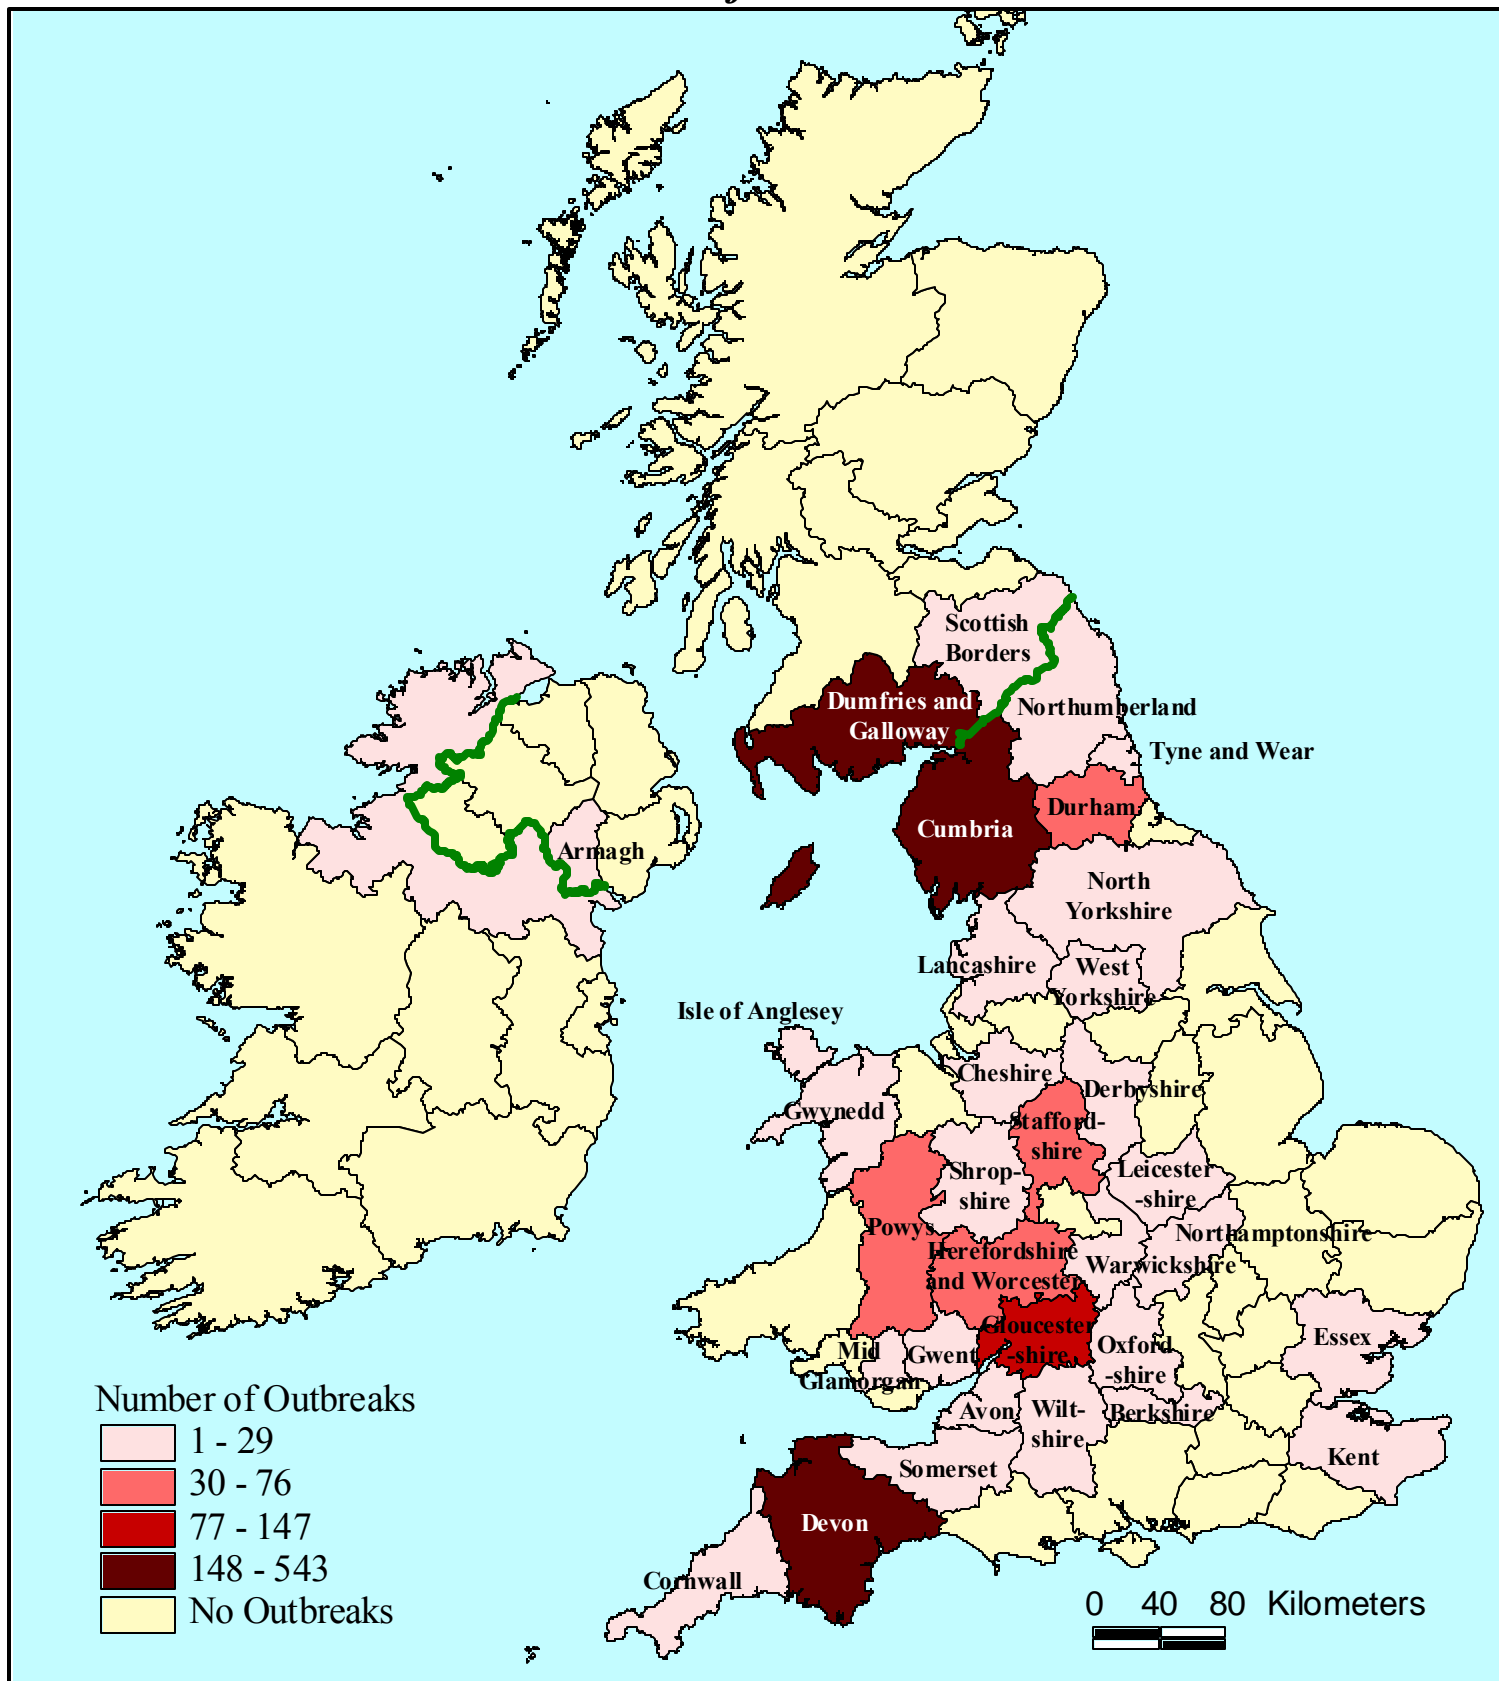 Scottish
Borders
Dumfries and
Galloway
Northumberland
Tyne and Wear
Durham
Cumbria
Armagh
North
Yorkshire
Lancashire
West
Yorkshire
Isle of Anglesey
Cheshire
Derbyshire
Gwynedd
Stafford-
shire
Shrop-
shire
Leicester
-shire
Powys
Northamptonshire
Herefordshire
and Worcester
Warwickshire
Gloucester
-shire
Essex
Mid
Glamorgan
Gwent
Oxford
-shire
Avon
Wilt-
shire
Berkshire
Kent
Somerset
Devon
Cornwall
Number of Outbreaks
1 - 29
30 - 76
77 - 147
148 - 543
No Outbreaks
0 40 80 Kilometers